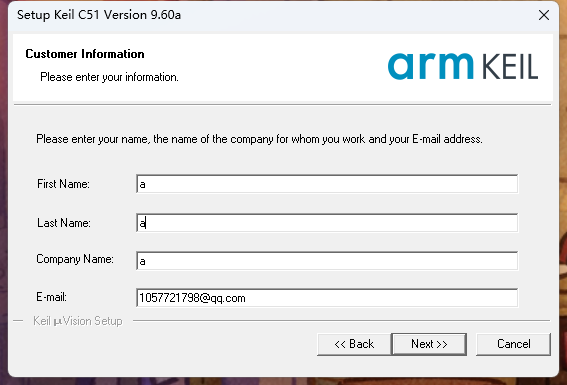 Setup Keil C51 Version 9.60a
Customer Information
Please enter your information.
arm KEIL
Please enter your name, the name of the company for whom you work and your E-mail address.
First Name: a
Last Name: a
Company Name: a
E-mail: 1057721798@qq.com
Keil µVision Setup
<< Back Next >> Cancel